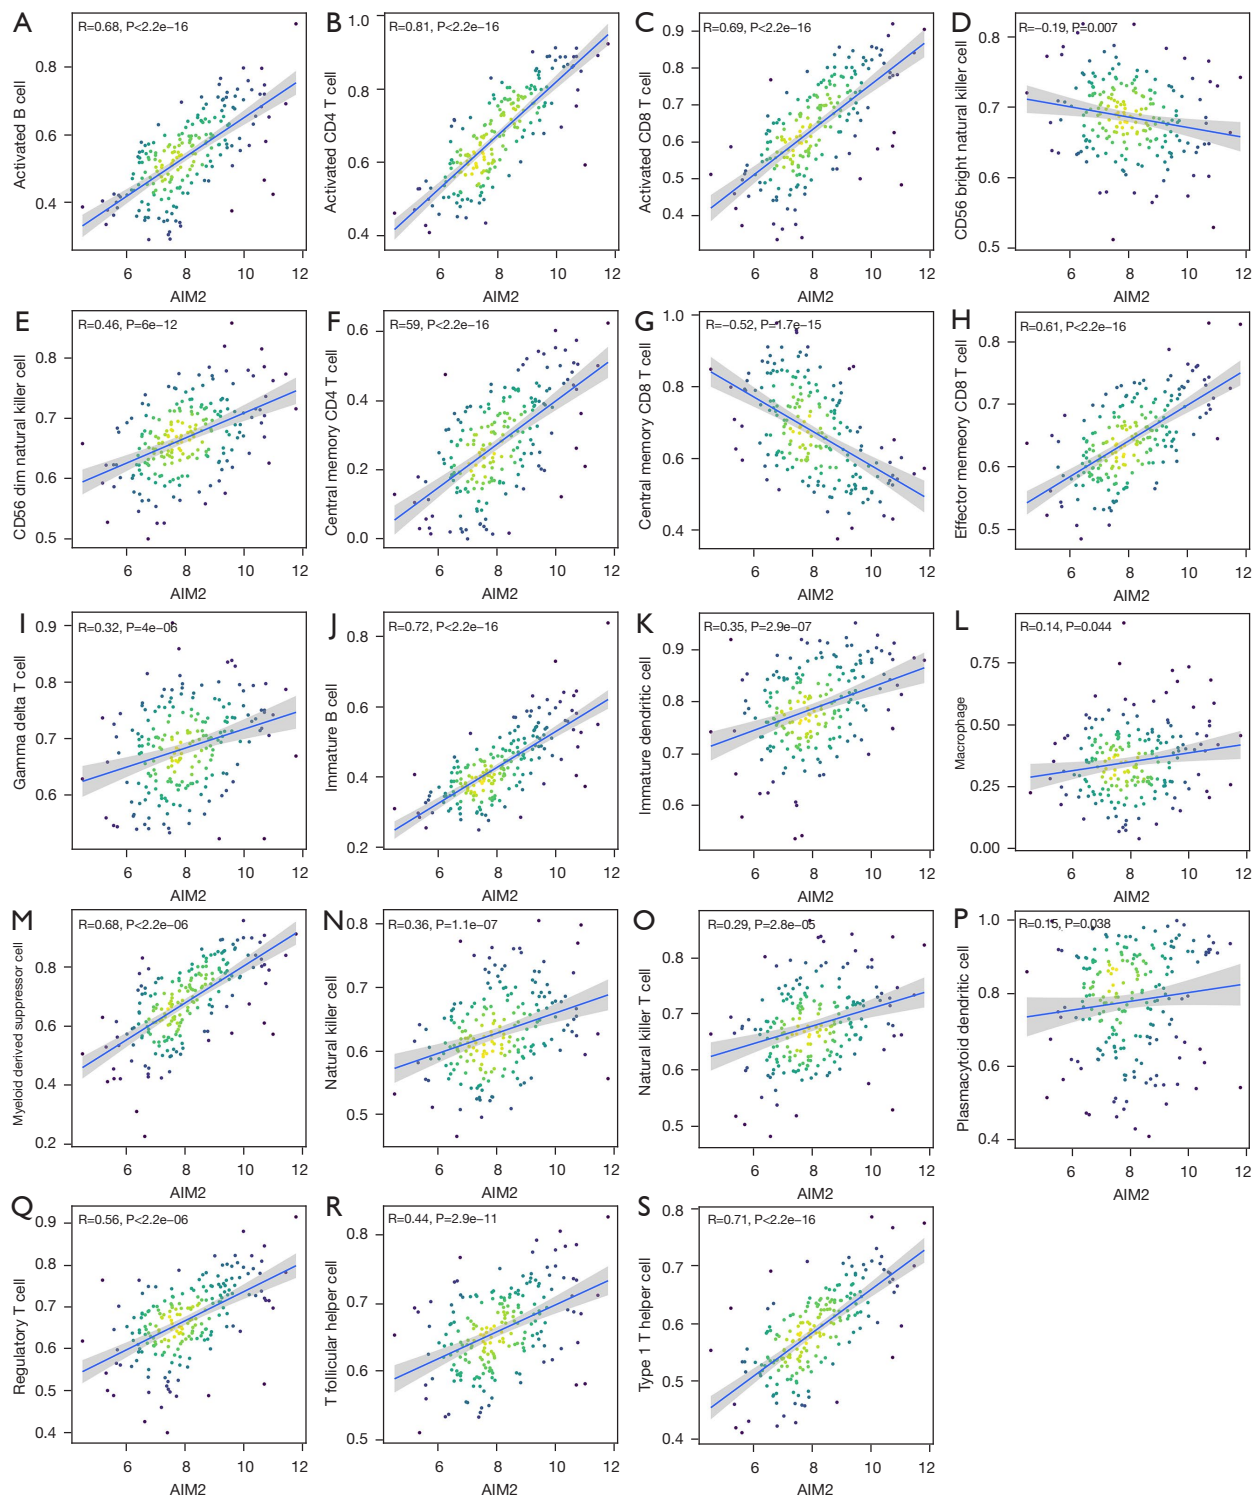 A
R=0.68, P<2.2e−16
Activated B cell
0.8
0.6
0.4
6 8 10 12
AIM2
B
R=0.81, P<2.2e−16
Activated CD4 T cell
1.0
0.8
0.6
0.4
6 8 10 12
AIM2
C
R=0.69, P<2.2e−16
Activated CD8 T cell
0.9
0.8
0.7
0.6
0.5
0.4
6 8 10 12
AIM2
D
R=−0.19, P=0.007
CD56 bright natural killer cell
0.8
0.7
0.6
0.5
6 8 10 12
AIM2
E
R=0.46, P=6e−12
CD56 dim natural killer cell
0.8
0.7
0.6
0.5
6 8 10 12
AIM2
F
R=59, P<2.2e−16
Central memory CD4 T cell
0.6
0.4
0.2
0.0
6 8 10 12
AIM2
G
R=−0.52, P=1.7e−15
Central memory CD8 T cell
1.0
0.8
0.6
0.4
6 8 10 12
AIM2
H
R=0.61, P<2.2e−16
Effector memeory CD8 T cell
0.8
0.7
0.6
0.5
6 8 10 12
AIM2
I
R=0.32, P=4e−06
Gamma delta T cell
0.9
0.8
0.7
0.6
6 8 10 12
AIM2
J
R=0.72, P<2.2e−16
Immature B cell
0.8
0.6
0.4
0.2
6 8 10 12
AIM2
K
R=0.35, P=2.9e−07
Immature dendritic cell
0.9
0.8
0.7
0.6
6 8 10 12
AIM2
L
R=0.14, P=0.044
Macrophage
0.75
0.50
0.25
0.00
6 8 10 12
AIM2
M
R=0.68, P<2.2e−06
Myeloid derived suppressor cell
0.8
0.6
0.4
0.2
6 8 10 12
AIM2
N
R=0.36, P=1.1e−07
Natural killer cell
0.8
0.7
0.6
0.5
6 8 10 12
AIM2
O
R=0.29, P=2.8e−05
Natural killer T cell
0.8
0.7
0.6
0.5
6 8 10 12
AIM2
P
R=0.15, P=0.038
Plasmacytoid dendritic cell
1.0
0.8
0.6
0.4
6 8 10 12
AIM2
Q
R=0.56, P<2.2e−06
Regulatory T cell
0.9
0.8
0.7
0.6
0.5
0.4
6 8 10 12
AIM2
R
R=0.44, P=2.9e−11
T follicular helper cell
0.8
0.7
0.6
0.5
6 8 10 12
AIM2
S
R=0.71, P<2.2e−16
Type 1 T helper cell
0.8
0.7
0.6
0.5
0.4
6 8 10 12
AIM2